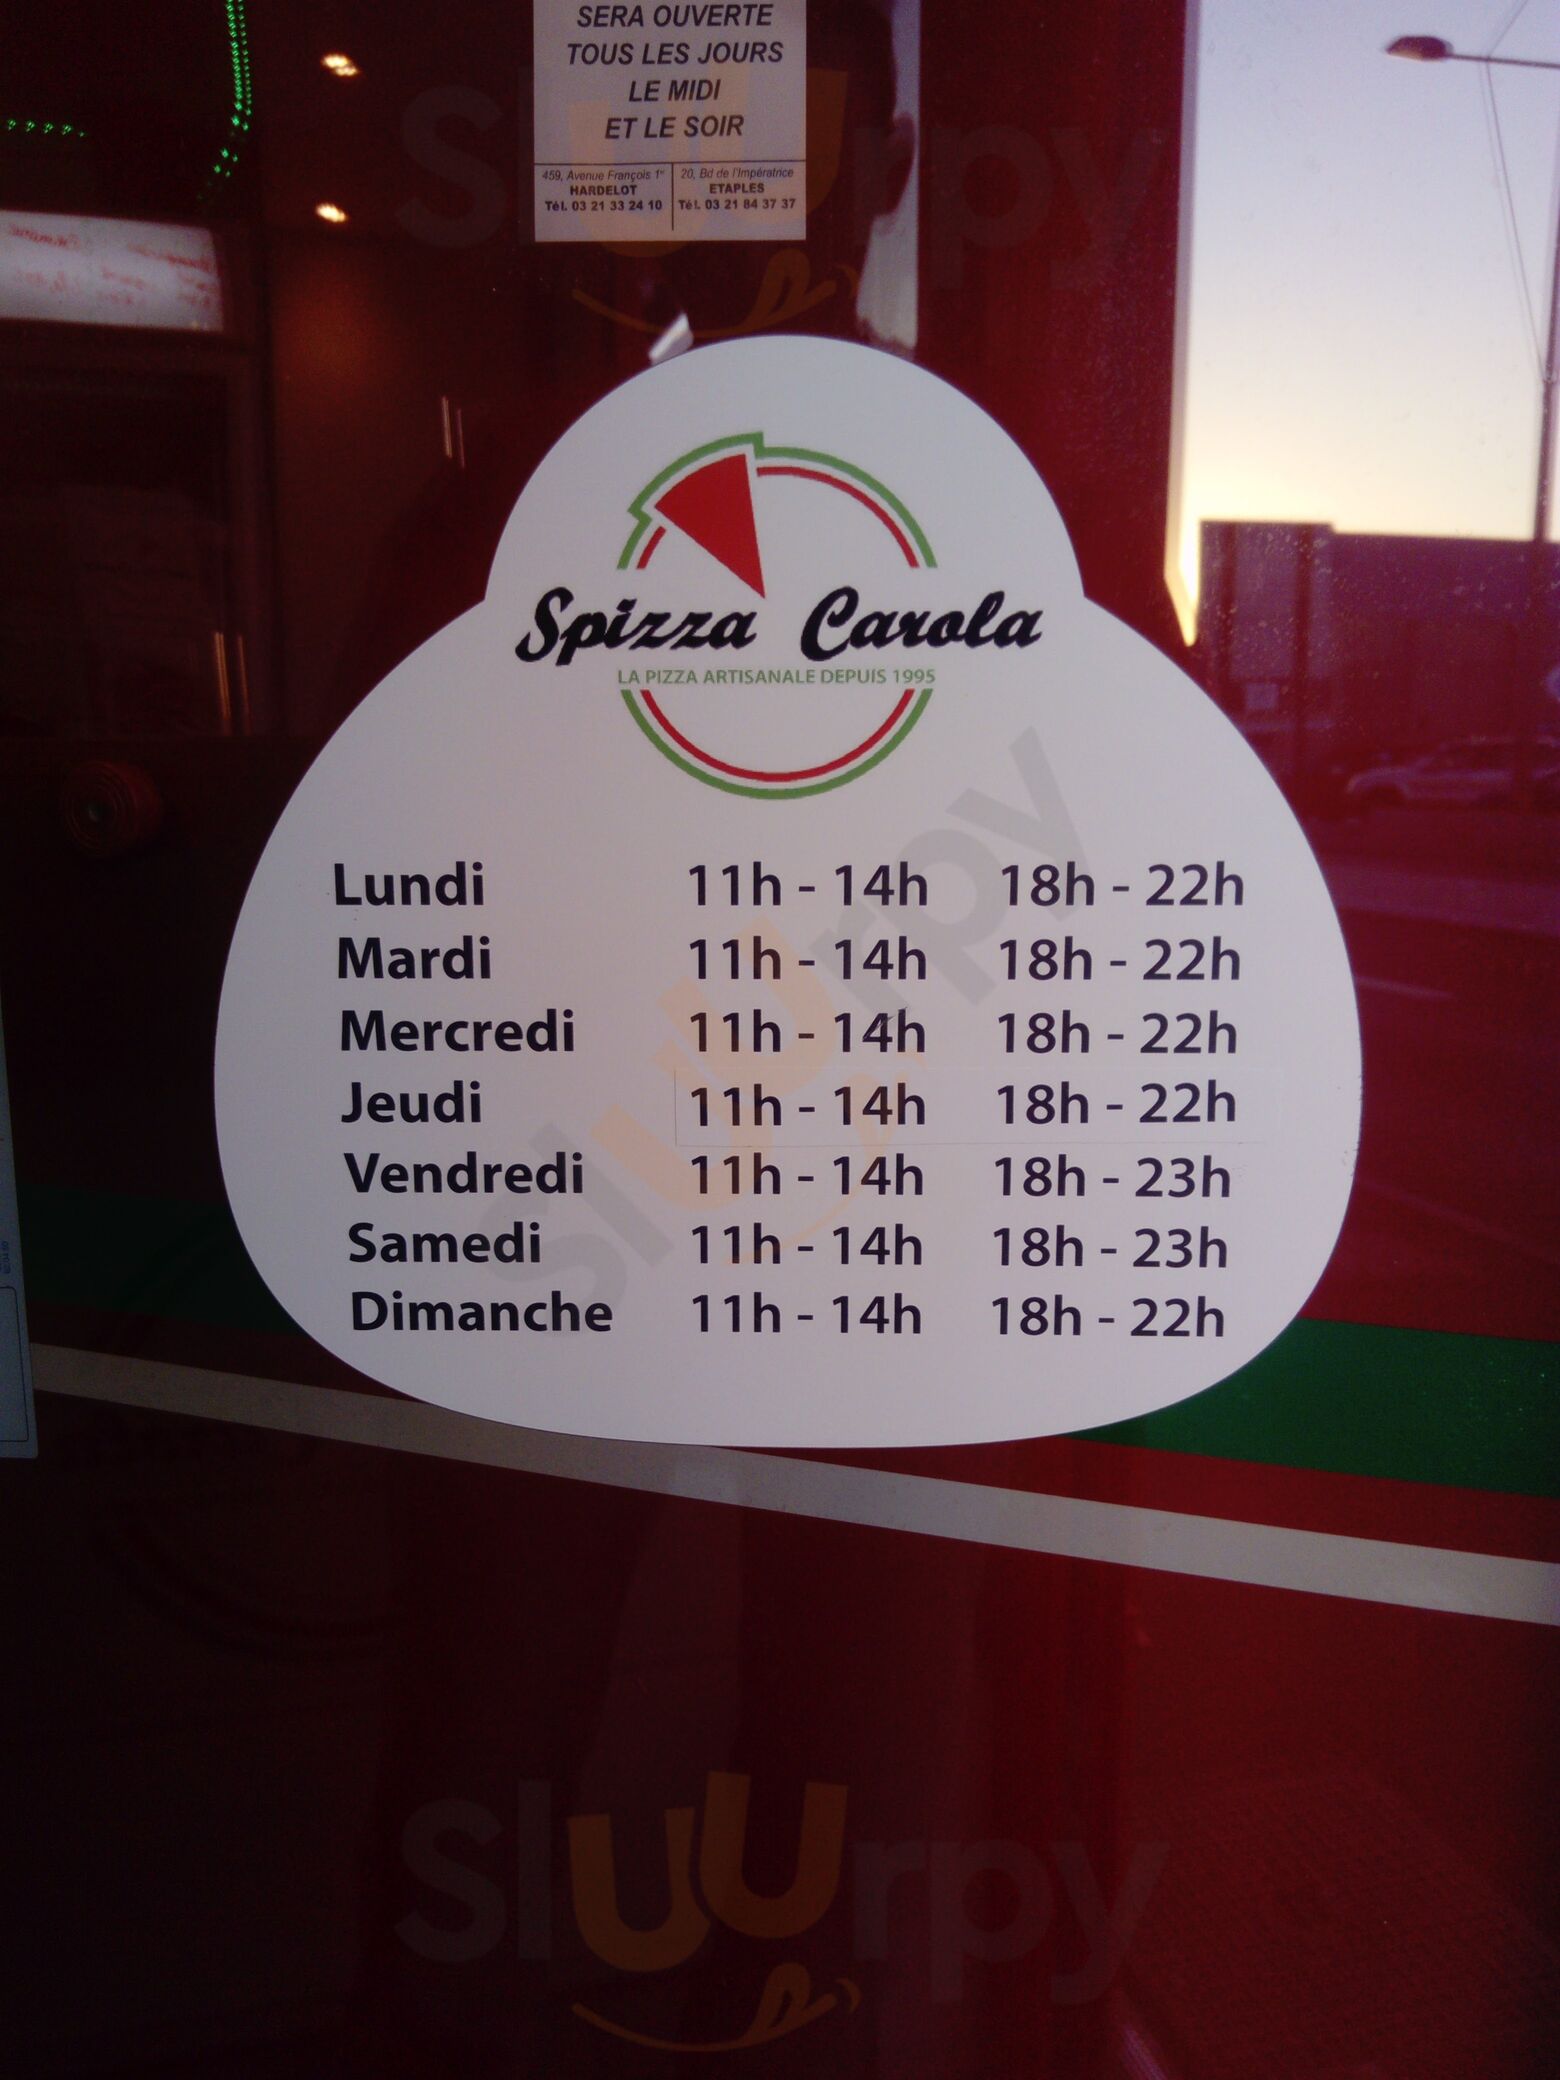 SERA OUVERTE
TOUS LES JOURS
LE MIDI
ET LE SOIR
459, Avenue François 1er
HARDELOT
Tél. 03 21 33 24 10
20, Bd de l'Impératrice
ETAPLES
Tél. 03 21 84 37 37
Spizza Carola
LA PIZZA ARTISANALE DEPUIS 1995
Lundi 11h - 14h 18h - 22h
Mardi 11h - 14h 18h - 22h
Mercredi 11h - 14h 18h - 22h
Jeudi 11h - 14h 18h - 22h
Vendredi 11h - 14h 18h - 23h
Samedi 11h - 14h 18h - 23h
Dimanche 11h - 14h 18h - 22h
Sluurpy
Sluurpy
Sluurpy